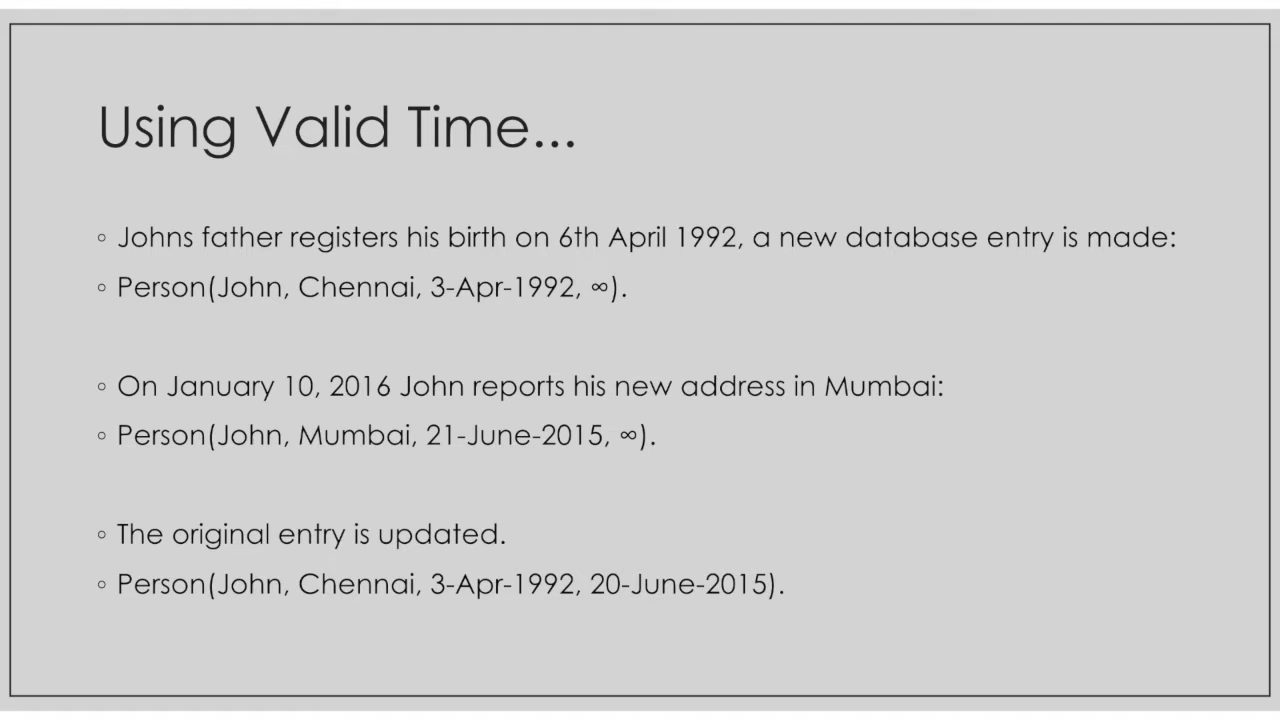 Using Valid Time...
◦ Johns father registers his birth on 6th April 1992, a new database entry is made:
◦ Person(John, Chennai, 3-Apr-1992, ∞).
◦ On January 10, 2016 John reports his new address in Mumbai:
◦ Person(John, Mumbai, 21-June-2015, ∞).
◦ The original entry is updated.
◦ Person(John, Chennai, 3-Apr-1992, 20-June-2015).